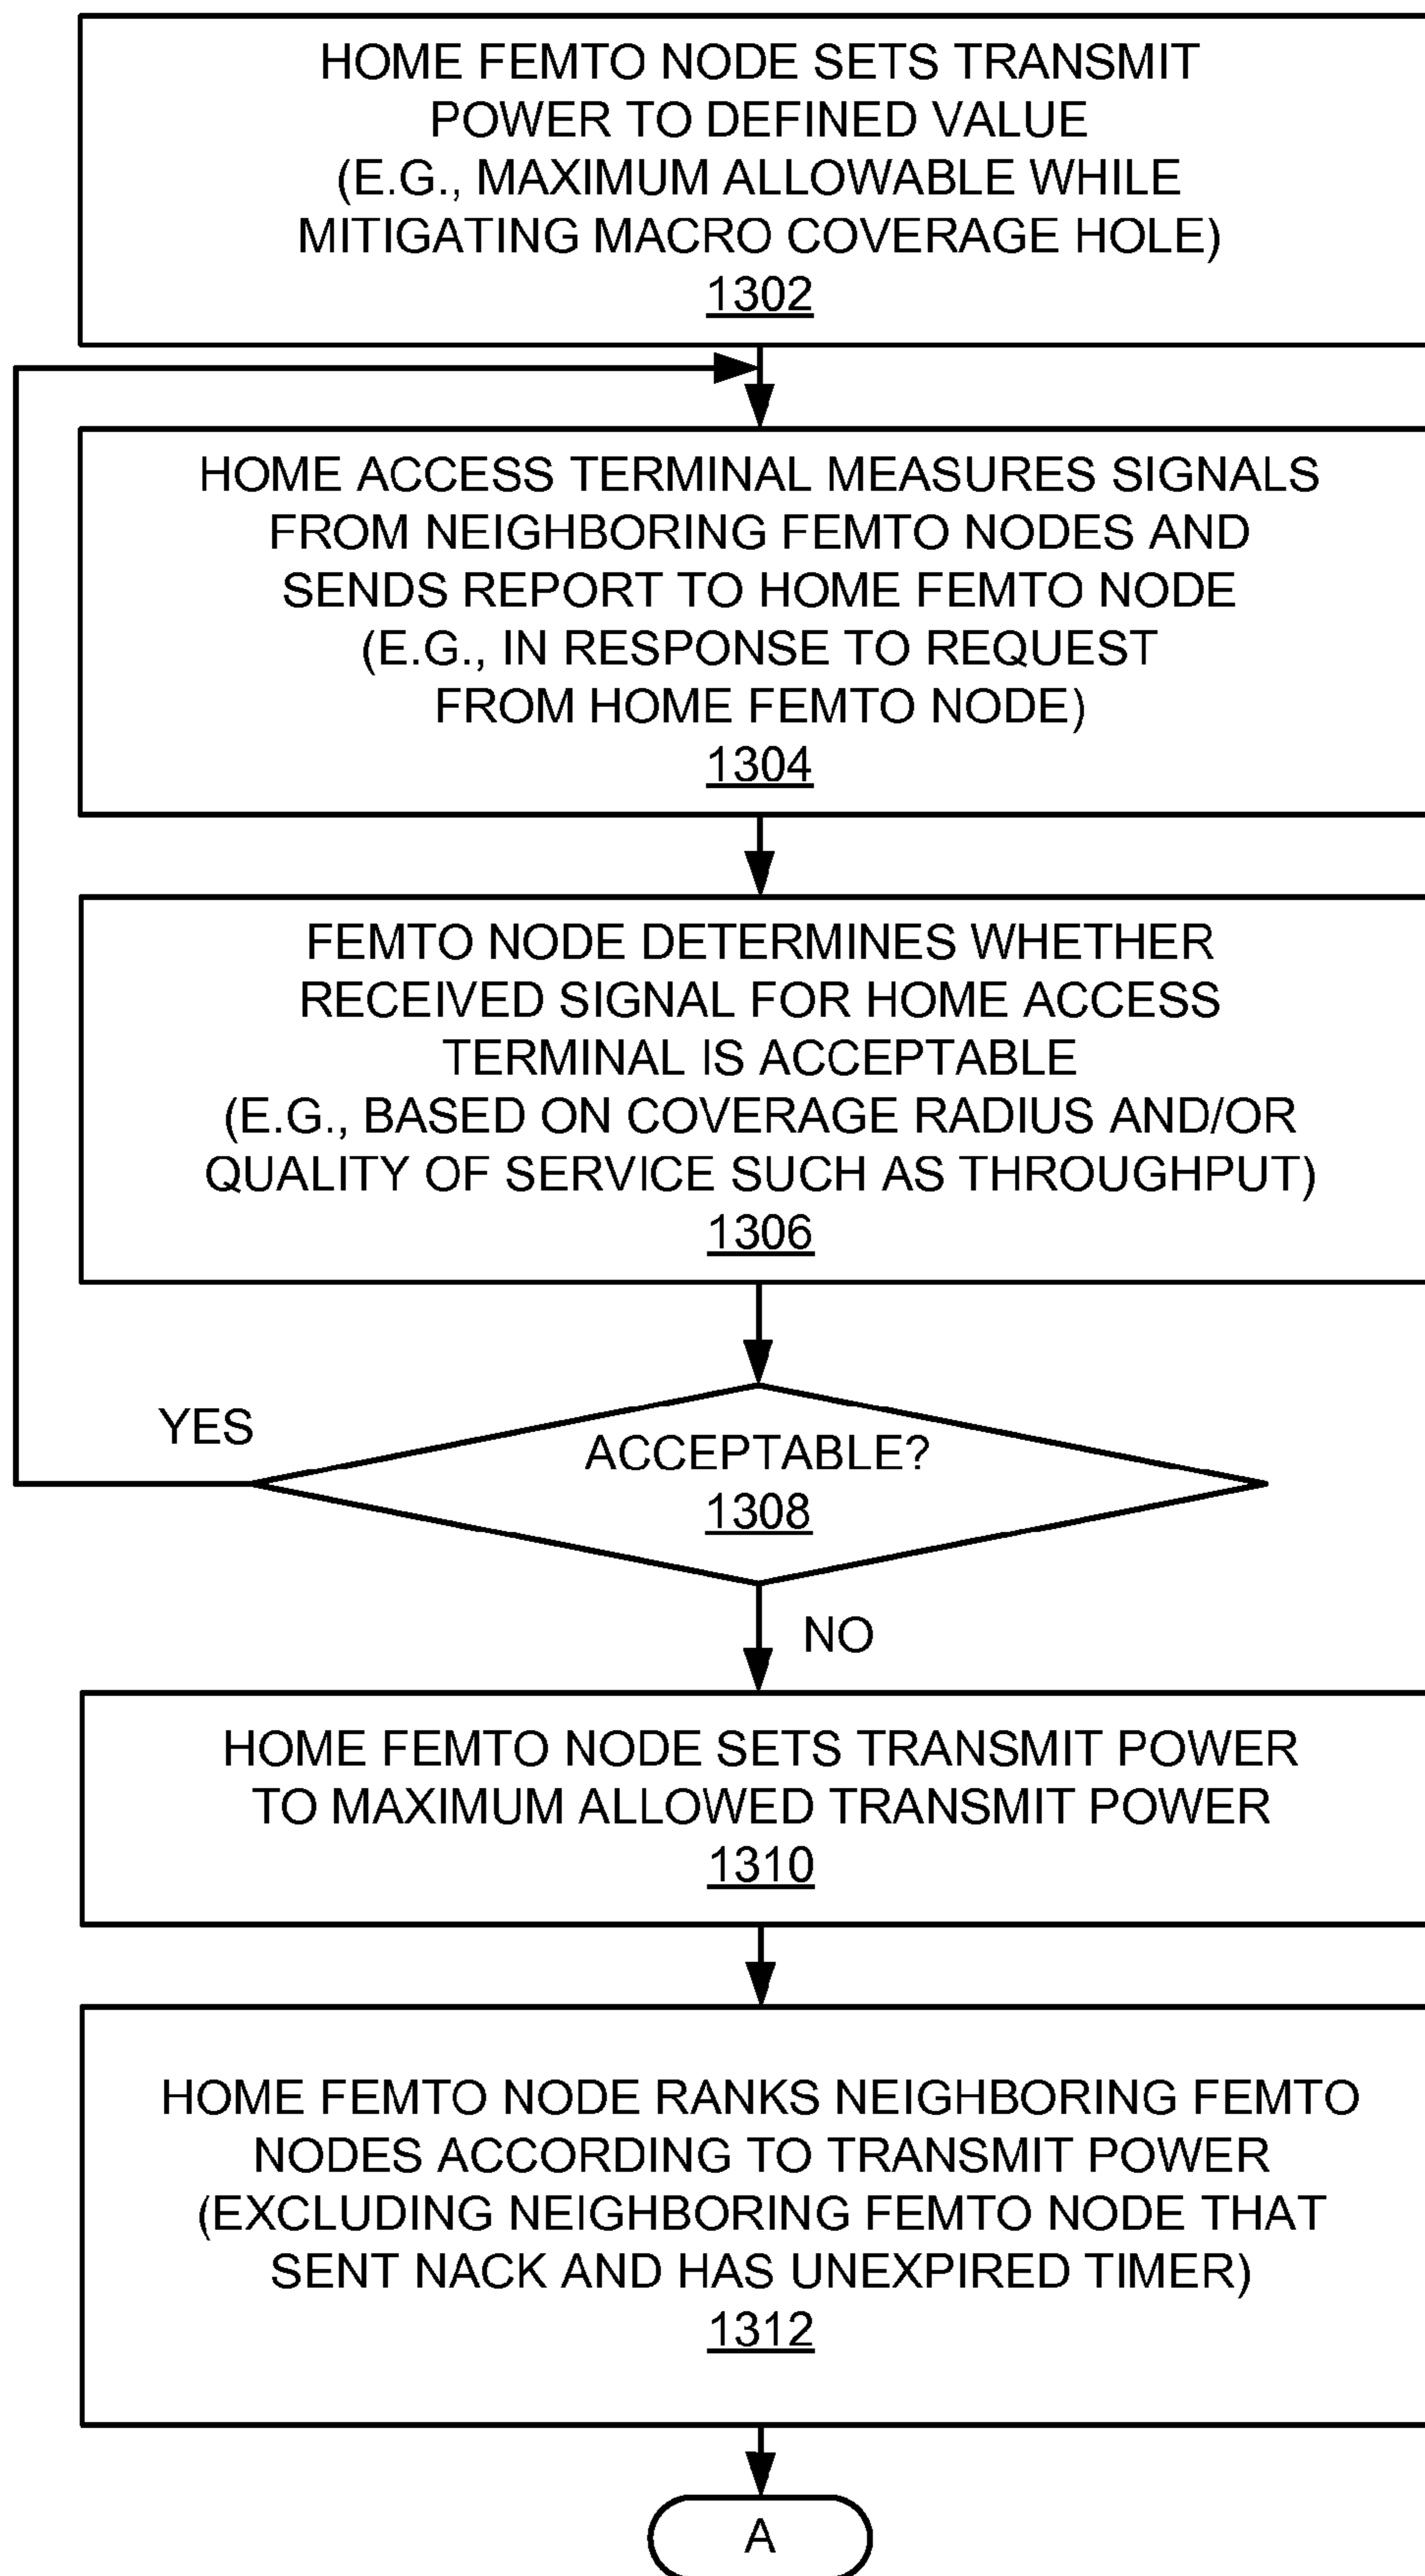 HOME FEMTO NODE SETS TRANSMIT
POWER TO DEFINED VALUE
(E.G., MAXIMUM ALLOWABLE WHILE
MITIGATING MACRO COVERAGE HOLE)
1302
HOME ACCESS TERMINAL MEASURES SIGNALS
FROM NEIGHBORING FEMTO NODES AND
SENDS REPORT TO HOME FEMTO NODE
(E.G., IN RESPONSE TO REQUEST
FROM HOME FEMTO NODE)
1304
FEMTO NODE DETERMINES WHETHER
RECEIVED SIGNAL FOR HOME ACCESS
TERMINAL IS ACCEPTABLE
(E.G., BASED ON COVERAGE RADIUS AND/OR
QUALITY OF SERVICE SUCH AS THROUGHPUT)
1306
YES
ACCEPTABLE?
1308
NO
HOME FEMTO NODE SETS TRANSMIT POWER
TO MAXIMUM ALLOWED TRANSMIT POWER
1310
HOME FEMTO NODE RANKS NEIGHBORING FEMTO
NODES ACCORDING TO TRANSMIT POWER
(EXCLUDING NEIGHBORING FEMTO NODE THAT
SENT NACK AND HAS UNEXPIRED TIMER)
1312
A